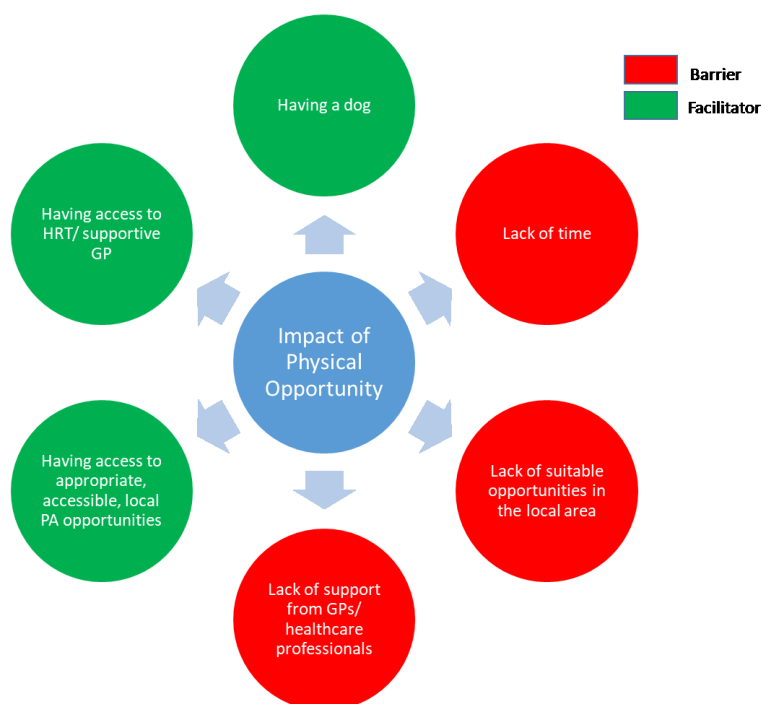 Having a dog
Barrier
Facilitator
Having access to
HRT/ supportive
GP
Lack of time
Impact of
Physical
Opportunity
Having access to
appropriate,
accessible, local
PA opportunities
Lack of suitable
opportunities in
the local area
Lack of support
from GPs/
healthcare
professionals